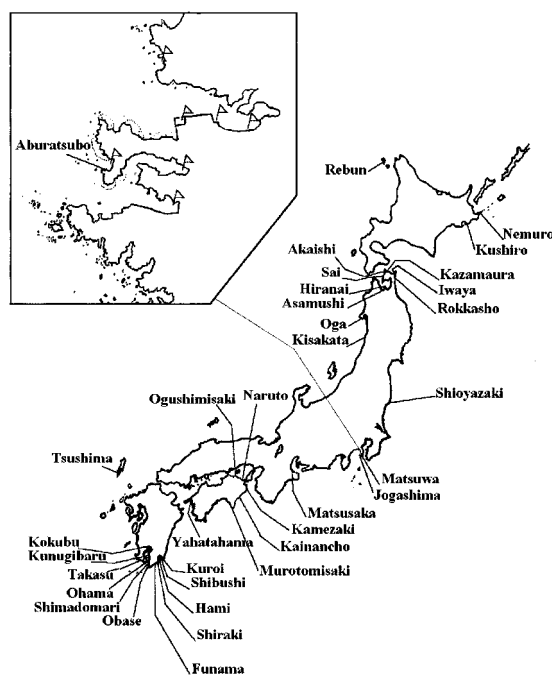 Aburatsubo
Rebun
Nemuro
Kushiro
Akaishi
Kazamaura
Sai
Iwaya
Hiranai
Asamushi
Rokkasho
Oga
Kisakata
Shioyazaki
Ogushimisaki
Naruto
Tsushima
Matsuwa
Jogashima
Matsusaka
Kamezaki
Yahatahama
Kainancho
Kokubu
Kunugibaru
Kuroi
Murotomisaki
Takasu
Shibushi
Ohama
Shimadomari
Hami
Obase
Shiraki
Funama